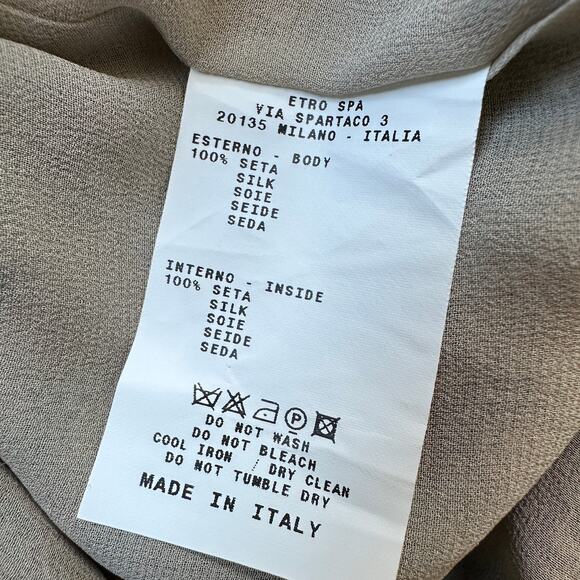 ETRO SPA
VIA SPARTACO 3
20135 MILANO - ITALIA
ESTERNO - BODY
100% SETA
SILK
SOIE
SEIDE
SEDA
INTERNO - INSIDE
100% SETA
SILK
SOIE
SEIDE
SEDA
P
DO NOT WASH
DO NOT BLEACH
COOL IRON / DRY CLEAN
DO NOT TUMBLE DRY
MADE IN ITALY